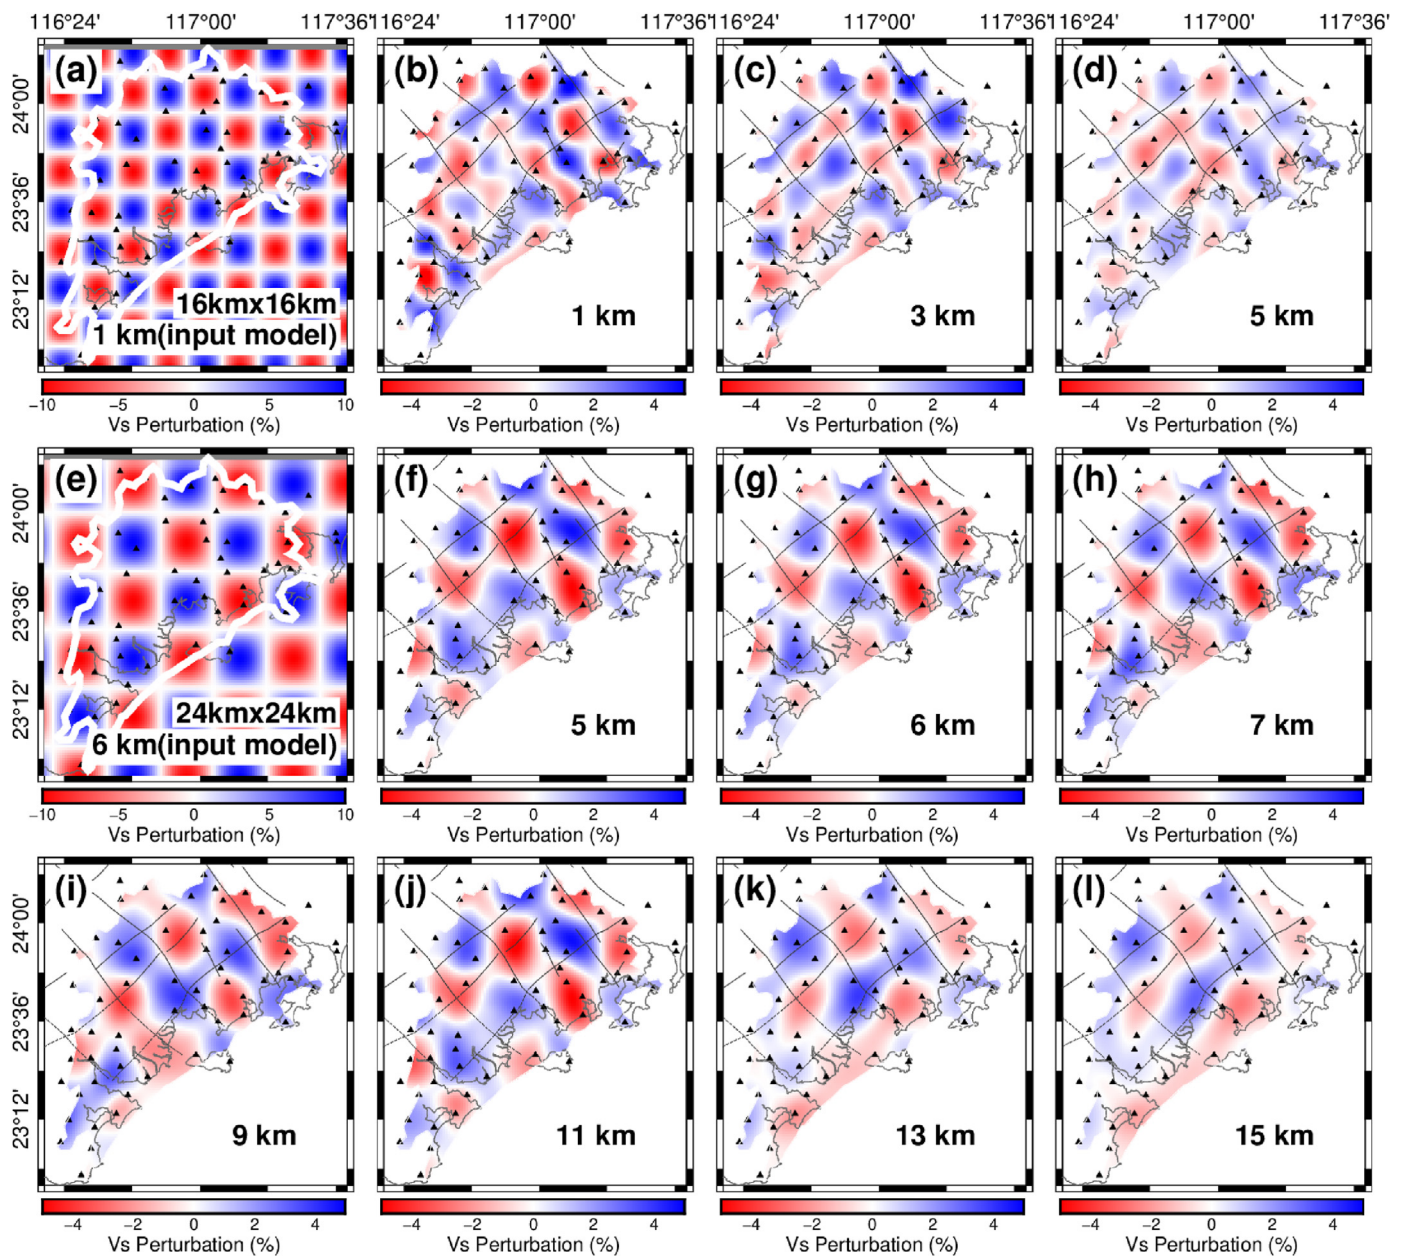 116°24' 117°00' 117°36' 116°24' 117°00' 117°36' 116°24' 117°00' 117°36' 116°24' 117°00' 117°36'
(a) (b) (c) (d)
24°00'
23°36'
23°12'
16kmx16km
1 km(input model) 1 km 3 km 5 km
−10 −5 0 5 10 −4 −2 0 2 4 −4 −2 0 2 4 −4 −2 0 2 4
Vs Perturbation (%) Vs Perturbation (%) Vs Perturbation (%) Vs Perturbation (%)
(e) (f) (g) (h)
24°00'
23°36'
23°12'
24kmx24km
6 km(input model) 5 km 6 km 7 km
−10 −5 0 5 10 −4 −2 0 2 4 −4 −2 0 2 4 −4 −2 0 2 4
Vs Perturbation (%) Vs Perturbation (%) Vs Perturbation (%) Vs Perturbation (%)
(i) (j) (k) (l)
24°00'
23°36'
23°12'
9 km 11 km 13 km 15 km
−4 −2 0 2 4 −4 −2 0 2 4 −4 −2 0 2 4 −4 −2 0 2 4
Vs Perturbation (%) Vs Perturbation (%) Vs Perturbation (%) Vs Perturbation (%)